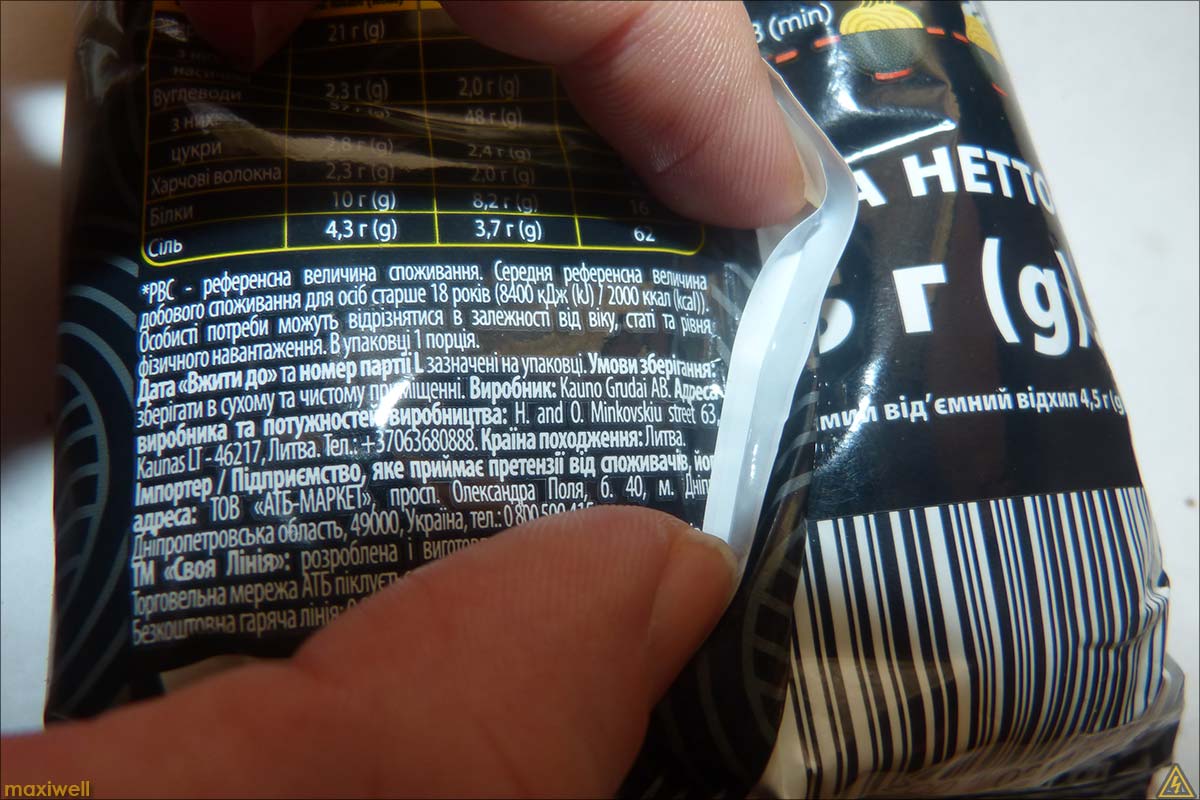 21 г (g)
Вуглеводи 2,3 г (g) 2,0 г (g)
з них 48 г (g)
цукри 2,8 г (g) 2,4 г (g)
Харчові волокна 2,3 г (g) 2,0 г (g)
Білки 10 г (g) 8,2 г (g) 16
Сіль 4,3 г (g) 3,7 г (g) 62
*РВС - референсна величина споживання. Середня референсна величина
добового споживання для осіб старше 18 років (8400 кДж (kJ) / 2000 ккал (kcal)).
Особисті потреби можуть відрізнятися в залежності від віку, статі та рівня
фізичного навантаження. В упаковці 1 порція.
Дата «Вжити до» та номер партії L зазначені на упаковці. Умови зберігання:
зберігати в сухому та чистому приміщенні. Виробник: Kauno Grudai AB. Адреса
виробника та потужностей виробництва: H. and O. Minkovskiu street 63,
Kaunas LT - 46217, Литва. Тел.: +37063680888. Країна походження: Литва.
Імпортер / Підприємство, яке приймає претензії від споживачів, його
адреса: ТОВ «АТБ-МАРКЕТ», просп. Олександра Поля, б. 40, м. Дніп
Дніпропетровська область, 49000, Україна, тел.: 0 800 500 415
ТМ «Своя Лінія»: розроблена і вигото
Торговельна мережа АТБ піклуєт
Безкоштовна гаряча лінія:
3 (min)
А НЕТТО
г (g)
від’ємний відхил 4,5 г (g
maxiwell